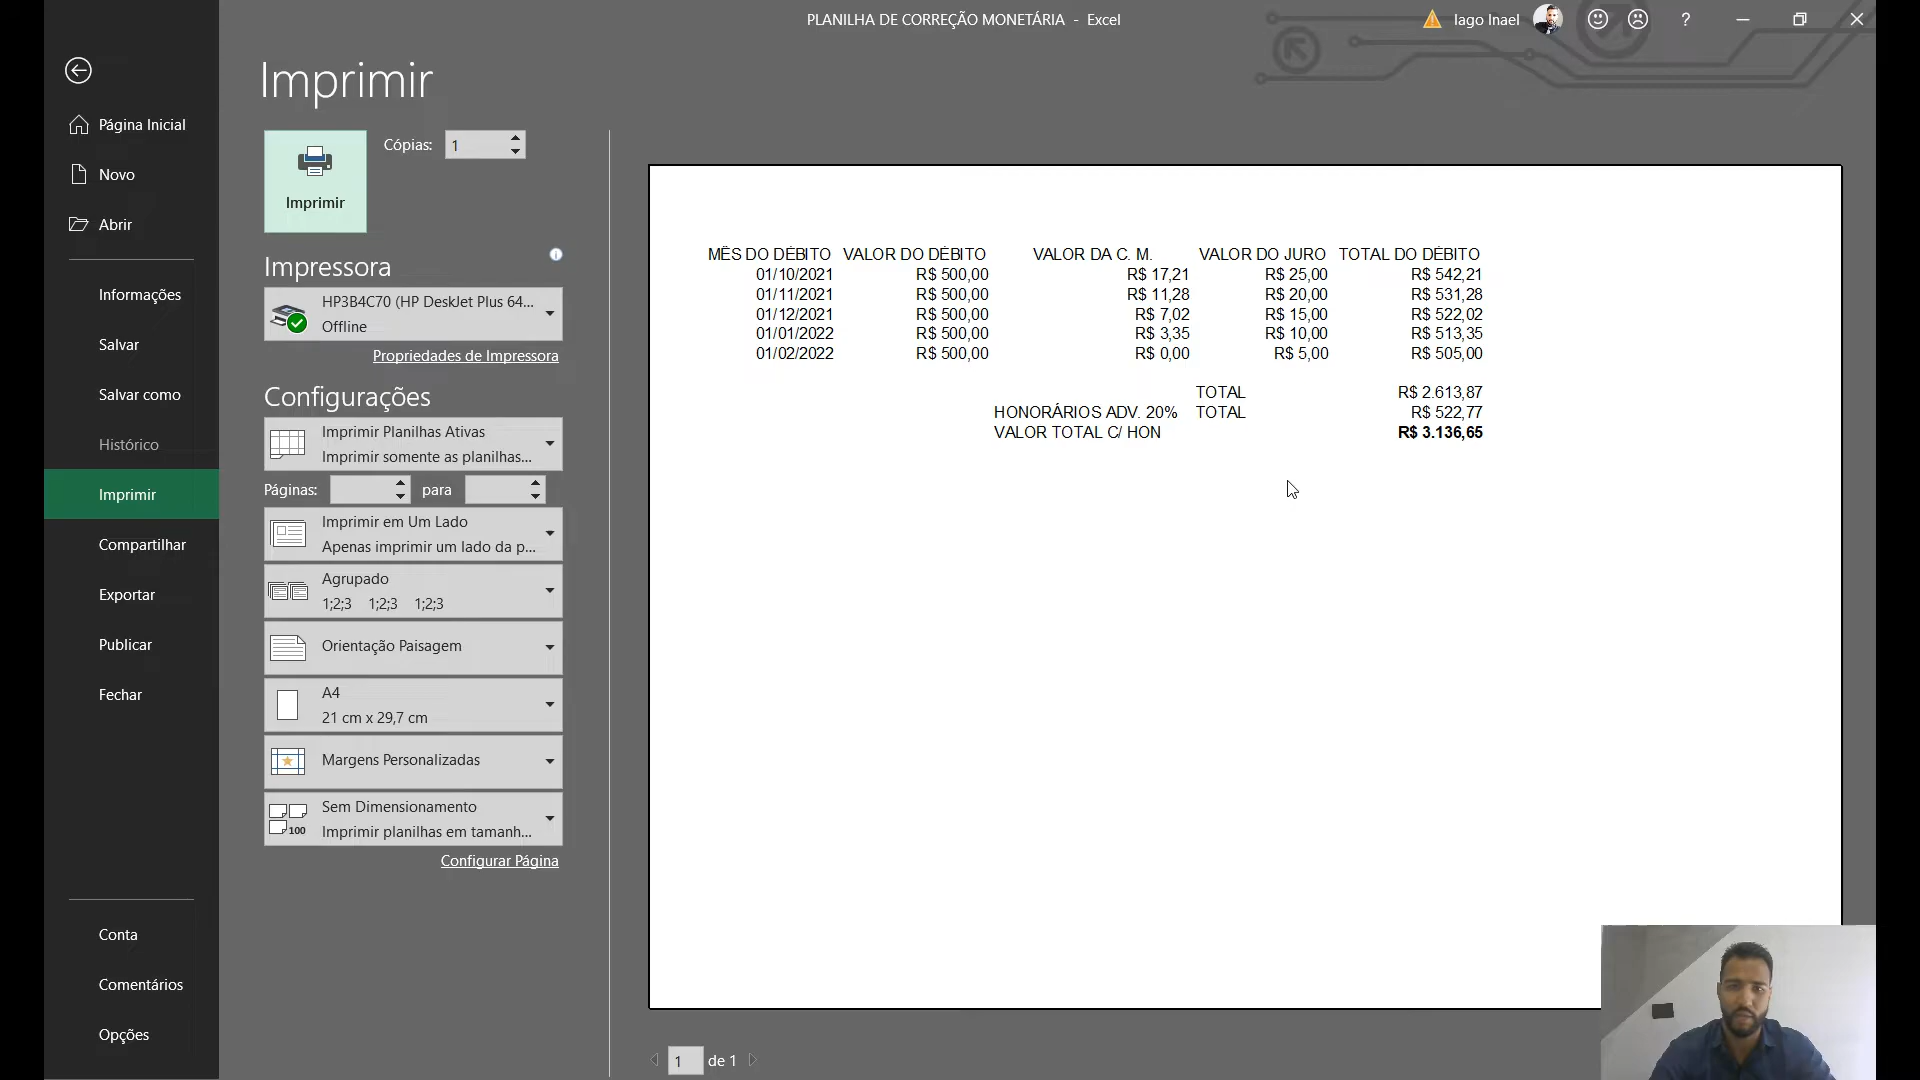 PLANILHA DE CORREÇÃO MONETÁRIA - Excel
Iago Inael
?
Imprimir
Página Inicial
Novo
Abrir
Informações
Salvar
Salvar como
Histórico
Imprimir
Compartilhar
Exportar
Publicar
Fechar
Conta
Comentários
Opções
Imprimir
Cópias: 1
Impressora
HP3B4C70 (HP DeskJet Plus 64...
Offline
Propriedades de Impressora
Configurações
Imprimir Planilhas Ativas
Imprimir somente as planilhas...
Páginas: para
Imprimir em Um Lado
Apenas imprimir um lado da p...
Agrupado
1;2;3 1;2;3 1;2;3
Orientação Paisagem
A4
21 cm x 29,7 cm
Margens Personalizadas
100
Sem Dimensionamento
Imprimir planilhas em tamanh...
Configurar Página
MÊS DO DÉBITO VALOR DO DÉBITO VALOR DA C. M. VALOR DO JURO TOTAL DO DÉBITO
01/10/2021 R$ 500,00 R$ 17,21 R$ 25,00 R$ 542,21
01/11/2021 R$ 500,00 R$ 11,28 R$ 20,00 R$ 531,28
01/12/2021 R$ 500,00 R$ 7,02 R$ 15,00 R$ 522,02
01/01/2022 R$ 500,00 R$ 3,35 R$ 10,00 R$ 513,35
01/02/2022 R$ 500,00 R$ 0,00 R$ 5,00 R$ 505,00
TOTAL R$ 2.613,87
HONORÁRIOS ADV. 20% TOTAL R$ 522,77
VALOR TOTAL C/ HON R$ 3.136,65
1 de 1